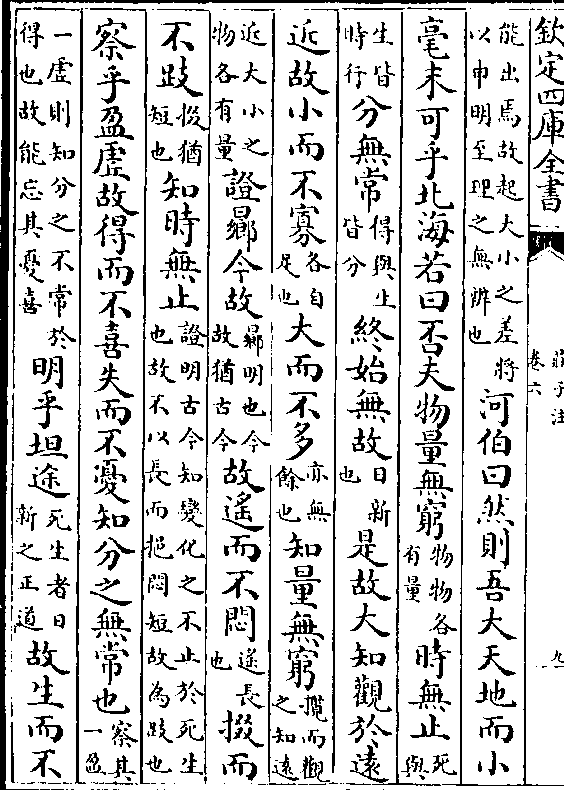 欽定四庫全書 莊子注 卷六 九
能出焉故起大小之差將以申明至理之無辨也河伯曰然則吾大天地而小
毫末可乎北海若曰否夫物量無窮物物各有量時無止死與
生皆時行分無常得與生皆分終始無故日新也是故大知觀於遠
近故小而不寡各自足也大而不多亦無餘也知量無窮攬而觀之知遠
近大小之物各有量證曏今故曏明也今故猶古今故遙而不悶遙長也掇而
不跂掇猶短也知時無止證明古今知變化之不止於死生也故不以長而悒悶短故為跂也
察乎盈虛故得而不喜失而不憂知分之無常也察其一盈
一虛則知分之不常於得也故能忘其憂喜明乎坦途死生者日新之正道故生而不